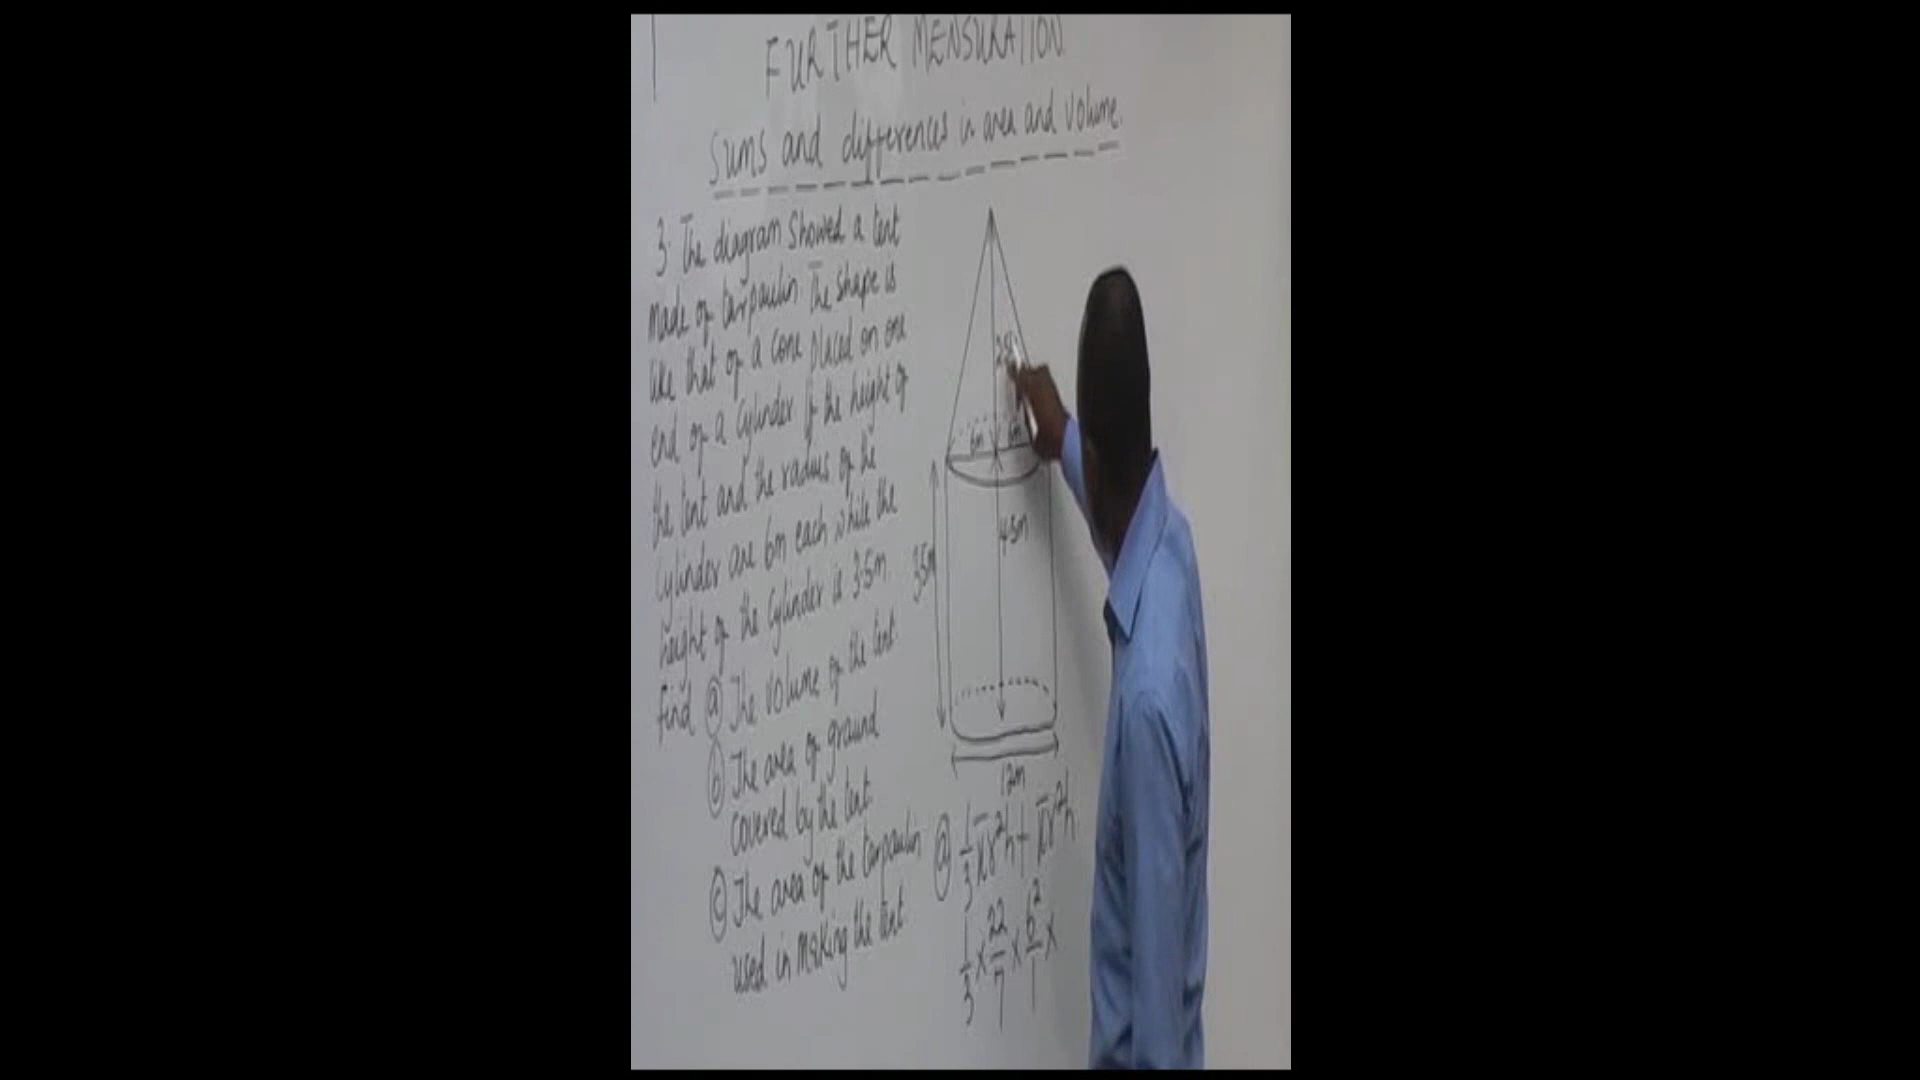 FURTHER MENSURATION
Sums and differences in area and volume.
3. The diagram showed a tent
made of tarpaulin. The shape is
like that of a cone placed on one
end of a cylinder. If the height of
the tent and the radius of the
cylinder are 6m each while the
height of the cylinder is 3.5m.
find (a) The volume of the tent
(b) The area of ground
covered by the tent.
(c) The area of the tarpaulin
used in making the tent
6m
3.5m
12m
(a) 1/3 πr²h + πr²h
1/3 × 22/7 × 6²/1 ×